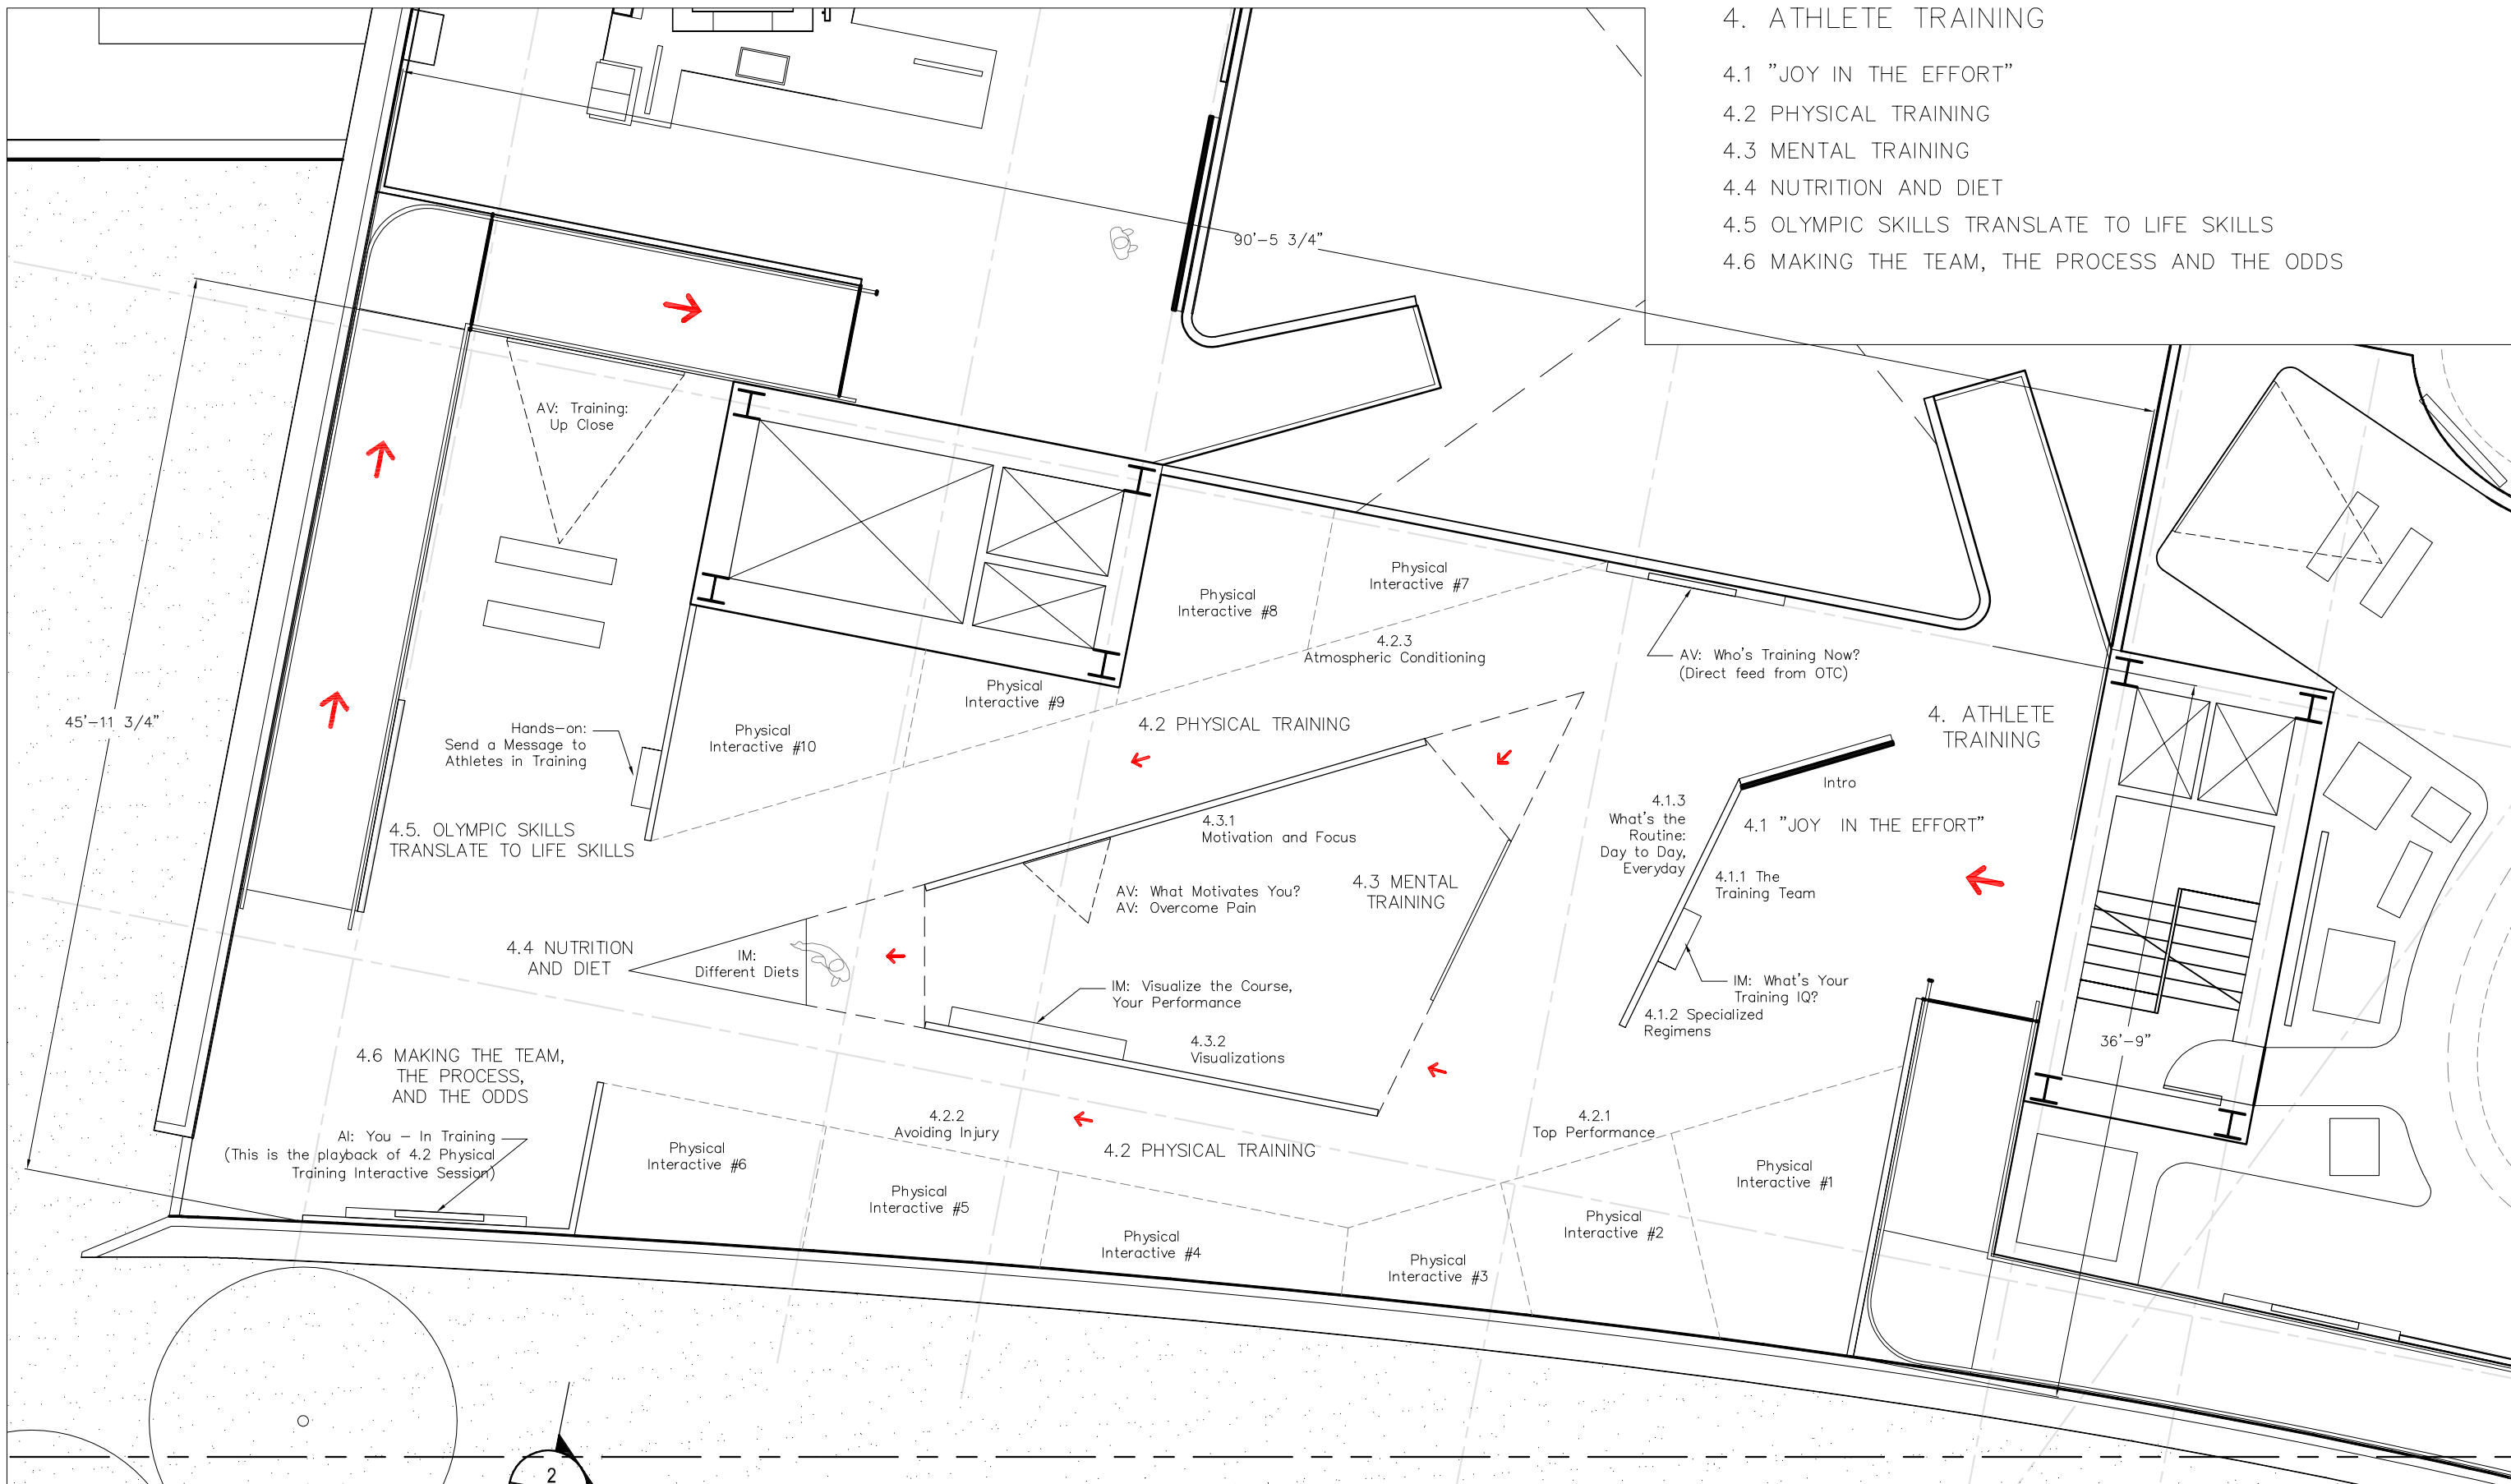 4. ATHLETE TRAINING
4.1 "JOY IN THE EFFORT"
4.2 PHYSICAL TRAINING
4.3 MENTAL TRAINING
4.4 NUTRITION AND DIET
4.5 OLYMPIC SKILLS TRANSLATE TO LIFE SKILLS
4.6 MAKING THE TEAM, THE PROCESS AND THE ODDS
90'-5 3/4"
AV: Training:
Up Close
Physical
Interactive #7
Physical
Interactive #8
4.2.3
Atmospheric Conditioning
AV: Who's Training Now?
(Direct feed from OTC)
Physical
Interactive #9
45'-11 3/4"
Hands-on:
Send a Message to
Athletes in Training
Physical
Interactive #10
4.2 PHYSICAL TRAINING
4. ATHLETE
TRAINING
Intro
4.1.3
What's the
Routine:
Day to Day,
Everyday
4.1 "JOY IN THE EFFORT"
4.5. OLYMPIC SKILLS
TRANSLATE TO LIFE SKILLS
4.3.1
Motivation and Focus
4.3 MENTAL
TRAINING
4.1.1 The
Training Team
AV: What Motivates You?
AV: Overcome Pain
4.4 NUTRITION
AND DIET
IM:
Different Diets
IM: Visualize the Course,
Your Performance
IM: What's Your
Training IQ?
4.1.2 Specialized
Regimens
36'-9"
4.3.2
Visualizations
4.6 MAKING THE TEAM,
THE PROCESS,
AND THE ODDS
4.2.2
Avoiding Injury
4.2.1
Top Performance
AI: You - In Training
(This is the playback of 4.2 Physical
Training Interactive Session)
4.2 PHYSICAL TRAINING
Physical
Interactive #6
Physical
Interactive #5
Physical
Interactive #4
Physical
Interactive #3
Physical
Interactive #2
Physical
Interactive #1
2